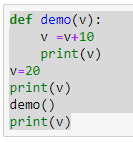 def demo(v):
    v =v+10
    print(v)
v=20
print(v)
demo()
print(v)